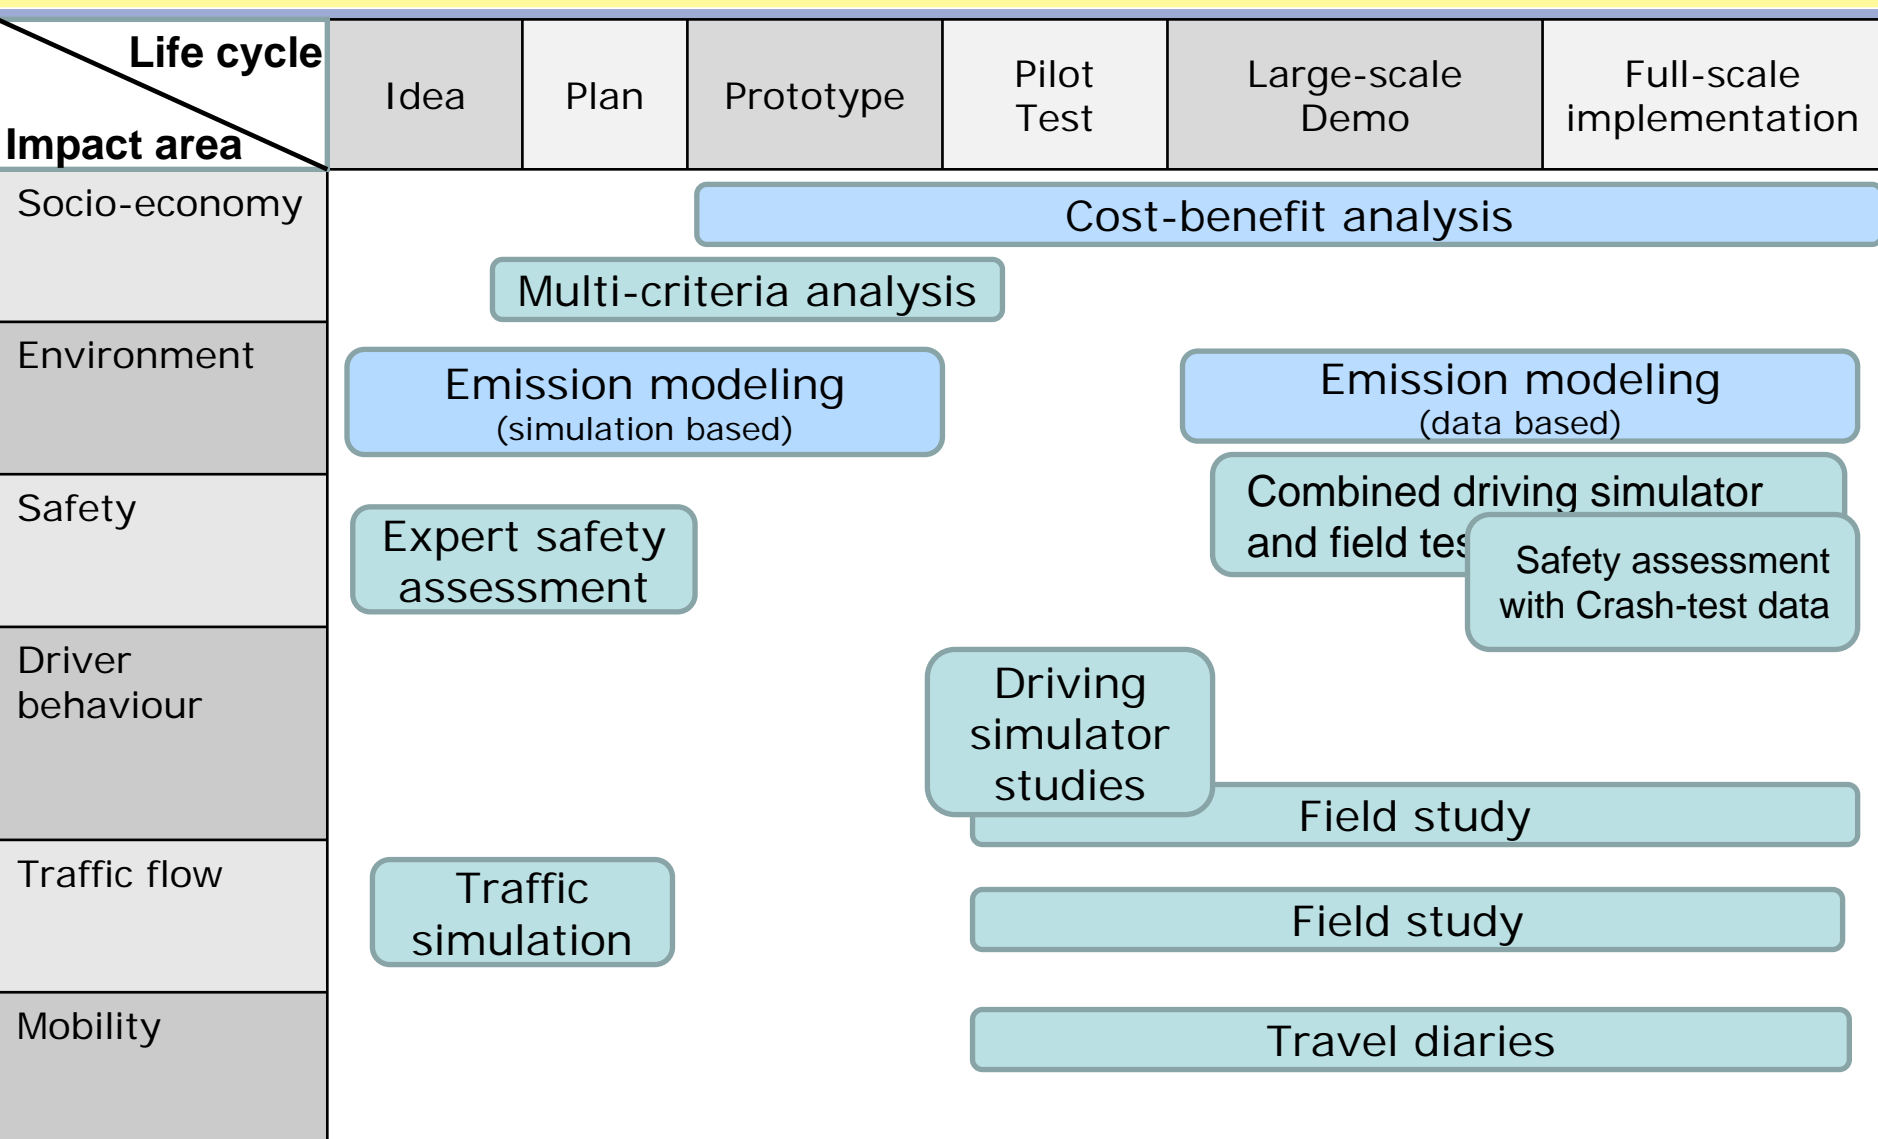 Life cycle
Impact area
Idea
Plan
Prototype
Pilot
Test
Large-scale
Demo
Full-scale
implementation
Socio-economy
Cost-benefit analysis
Multi-criteria analysis
Environment
Emission modeling
(simulation based)
Emission modeling
(data based)
Safety
Expert safety
assessment
Combined driving simulator
and field
Safety assessment
with Crash-test data
Driver
behaviour
Driving
simulator
studies
Field study
Traffic flow
Traffic
simulation
Field study
Mobility
Travel diaries